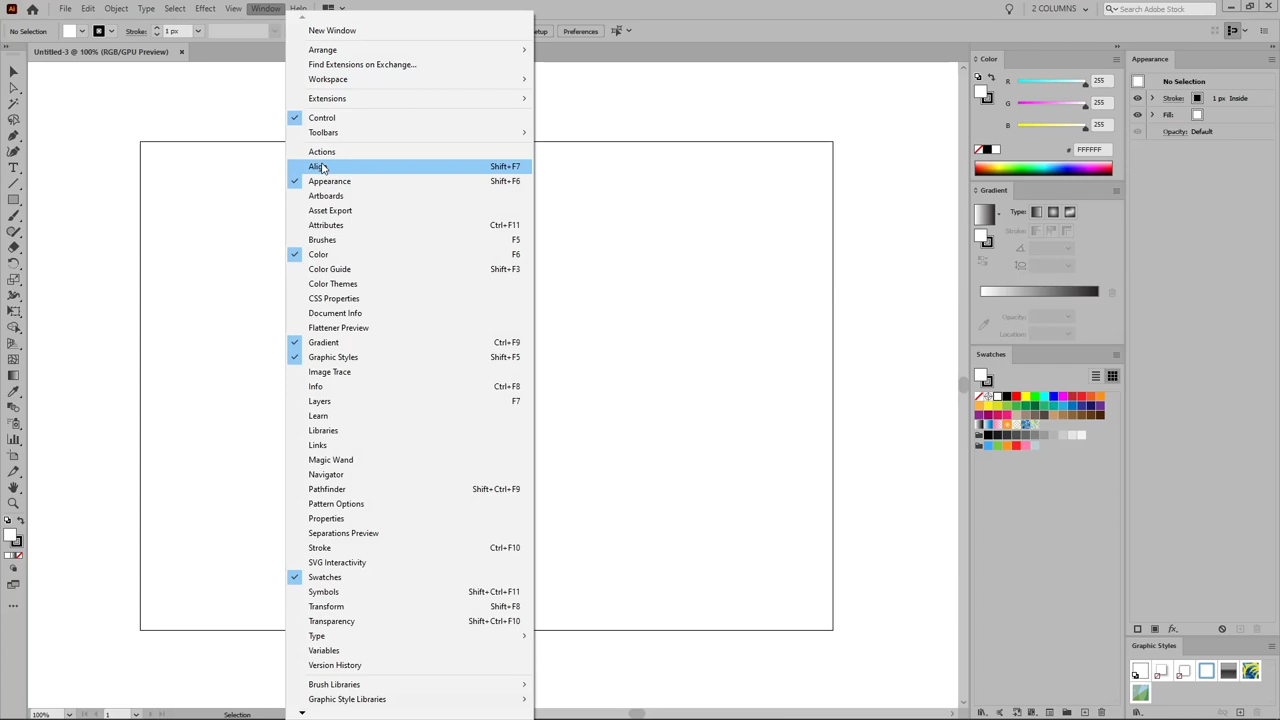 File Edit Object Type Select Effect View Window Help
2 COLUMNS Search Adobe Stock
No Selection Stroke: 1 px Preferences
Untitled-3 @ 100% (RGB/GPU Preview)
New Window
Arrange
Find Extensions on Exchange...
Workspace
Extensions
Control
Toolbars
Actions
Shift+F7
Appearance Shift+F6
Artboards
Asset Export
Attributes Ctrl+F11
Brushes F5
Color F6
Color Guide Shift+F3
Color Themes
CSS Properties
Document Info
Flattener Preview
Gradient Ctrl+F9
Graphic Styles Shift+F5
Image Trace
Info Ctrl+F8
Layers F7
Learn
Libraries
Links
Magic Wand
Navigator
Pathfinder Shift+Ctrl+F9
Pattern Options
Properties
Separations Preview
Stroke Ctrl+F10
SVG Interactivity
Swatches
Symbols Shift+Ctrl+F11
Transform Shift+F8
Transparency Shift+Ctrl+F10
Type
Variables
Version History
Brush Libraries
Graphic Style Libraries
Color
R 255
G 255
B 255
# FFFFFF
Gradient
Type:
Stroke:
Opacity:
Location:
Swatches
Appearance
No Selection
Stroke: 1 px Inside
Fill:
Opacity: Default
Graphic Styles
100% 1 Selection